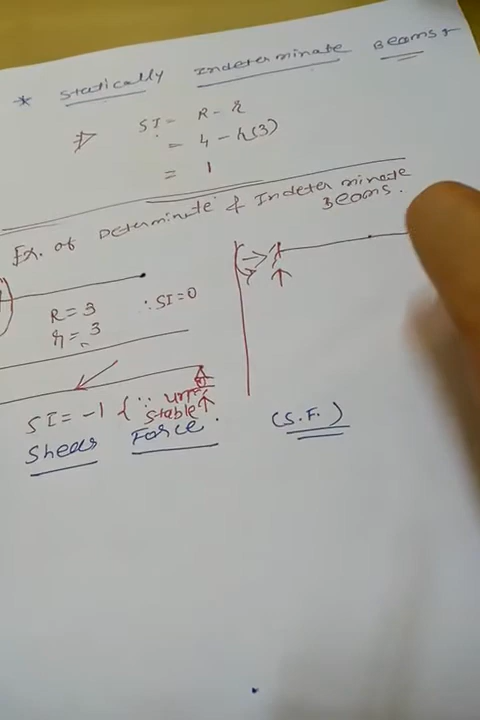 * Statically Indeterminate Beams :
⇒ SI = R - r
= 4 - r(3)
= 1
Ex. of Determinate & Indeterminate
Beams.
R = 3 ∴ SI = 0
r = 3
SI = -1 { ∵ unstable
Shear Force. (S.F.)